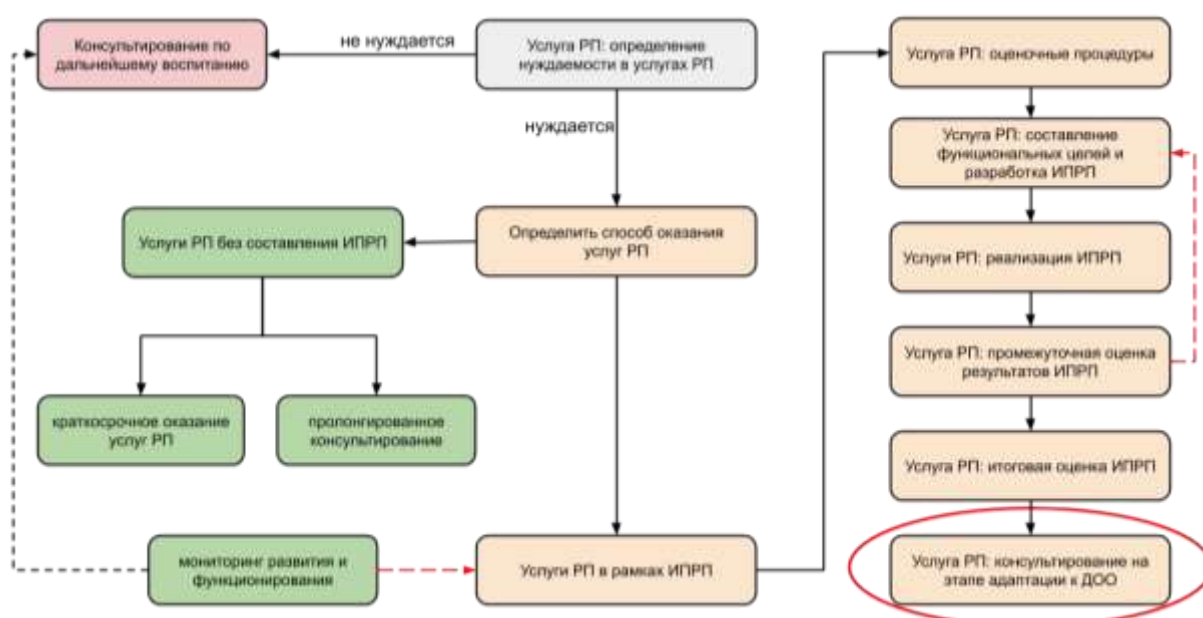 Консультирование по
дальнейшему воспитанию
не нуждается
Услуга РП: определение
нуждаемости в услугах РП
нуждается
Услуги РП без составления ИПРП
Определить способ оказания
услуг РП
краткосрочное оказание
услуг РП
пролонгированное
консультирование
мониторинг развития и
функционирования
Услуги РП в рамках ИПРП
Услуга РП: оценочные процедуры
Услуга РП: составление
функциональных целей и
разработка ИПРП
Услуги РП: реализация ИПРП
Услуга РП: промежуточная оценка
результатов ИПРП
Услуга РП: итоговая оценка ИПРП
Услуга РП: консультирование на
этапе адаптации к ДОО